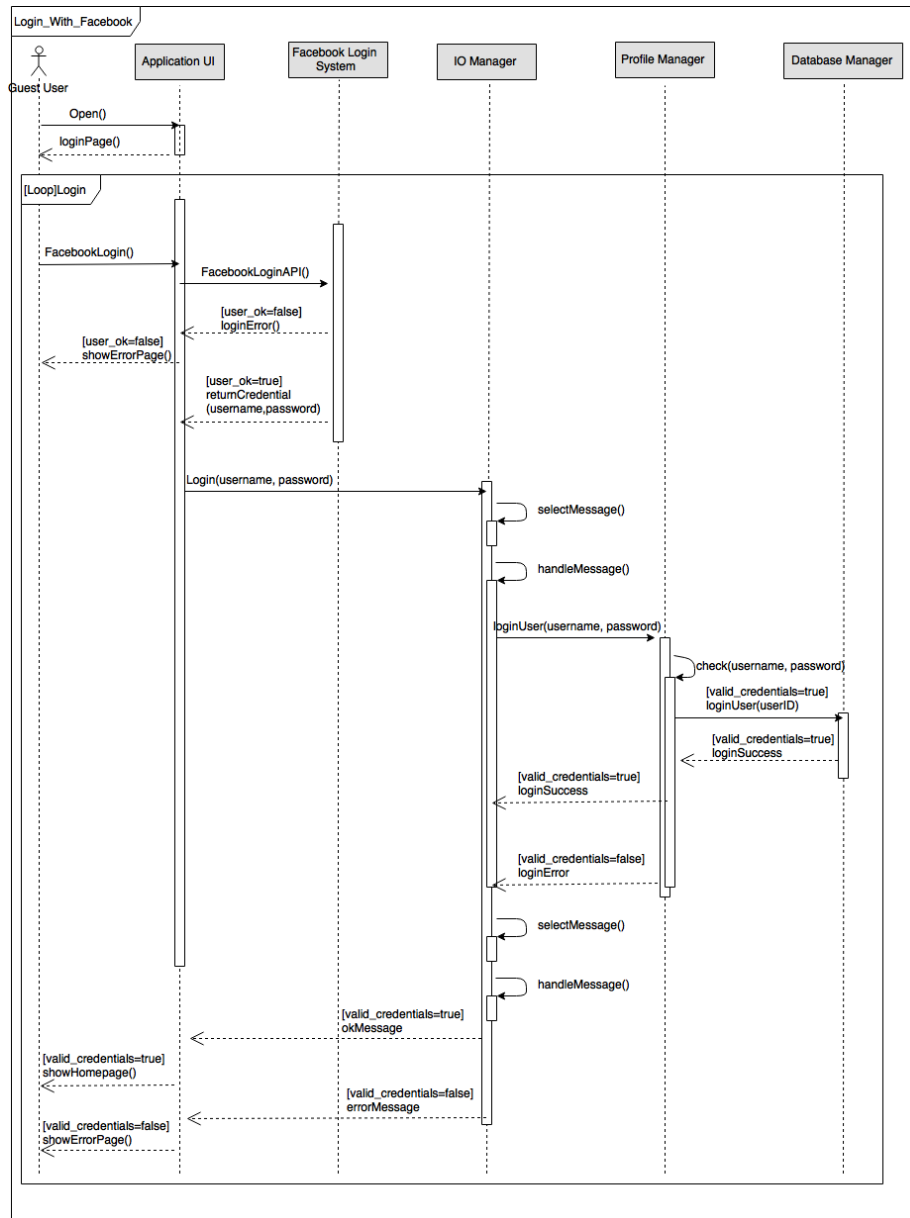 Login_With_Facebook
Guest User
Application UI
Facebook Login
System
IO Manager
Profile Manager
Database Manager
Open()
loginPage()
[Loop]Login
FacebookLogin()
FacebookLoginAPI()
[user_ok=false]
loginError()
[user_ok=false]
showErrorPage()
[user_ok=true]
returnCredential
(username,password)
Login(username, password)
selectMessage()
handleMessage()
loginUser(username, password)
check(username, password)
[valid_credentials=true]
loginUser(userID)
[valid_credentials=true]
loginSuccess
[valid_credentials=true]
loginSuccess
[valid_credentials=false]
loginError
selectMessage()
handleMessage()
[valid_credentials=true]
okMessage
[valid_credentials=true]
showHomepage()
[valid_credentials=false]
errorMessage
[valid_credentials=false]
showErrorPage()